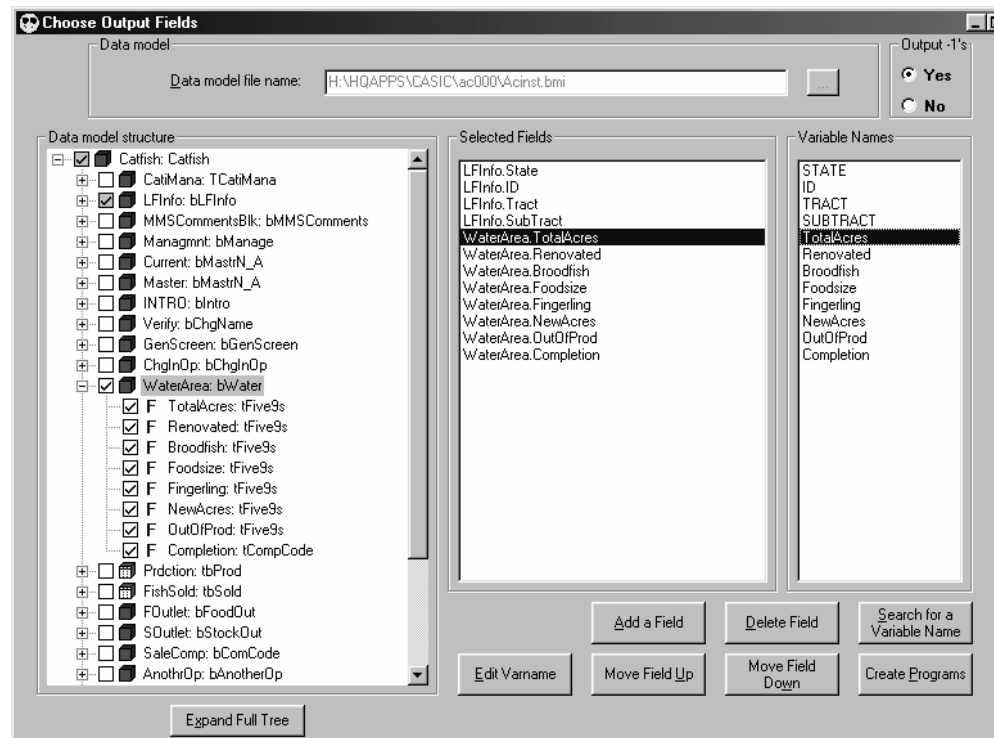 Choose Output Fields
Data model
Data model file name:
H:\HQAPPS\CASIC\ac000\Acinst.bmi
...
Output -1's
Yes
No
Data model structure
Catfish: Catfish
CatiMana: TCatiMana
LFInfo: bLFInfo
MMSCommentsBlk: bMMSComments
Managmnt: bManage
Current: bMastrN_A
Master: bMastrN_A
INTRO: bIntro
Verify: bChgName
GenScreen: bGenScreen
ChgInOp: bChgInOp
WaterArea: bWater
F TotalAcres: tFive9s
F Renovated: tFive9s
F Broodfish: tFive9s
F Foodsize: tFive9s
F Fingerling: tFive9s
F NewAcres: tFive9s
F OutOfProd: tFive9s
F Completion: tCompCode
Prdction: tbProd
FishSold: tbSold
FOutlet: bFoodOut
SOutlet: bStockOut
SaleComp: bComCode
AnothrOp: bAnotherOp
Expand Full Tree
Selected Fields
LFInfo.State
LFInfo.ID
LFInfo.Tract
LFInfo.SubTract
WaterArea.TotalAcres
WaterArea.Renovated
WaterArea.Broodfish
WaterArea.Foodsize
WaterArea.Fingerling
WaterArea.NewAcres
WaterArea.OutOfProd
WaterArea.Completion
Variable Names
STATE
ID
TRACT
SUBTRACT
TotalAcres
Renovated
Broodfish
Foodsize
Fingerling
NewAcres
OutOfProd
Completion
Add a Field
Delete Field
Search for a
Variable Name
Edit Varname
Move Field Up
Move Field
Down
Create Programs